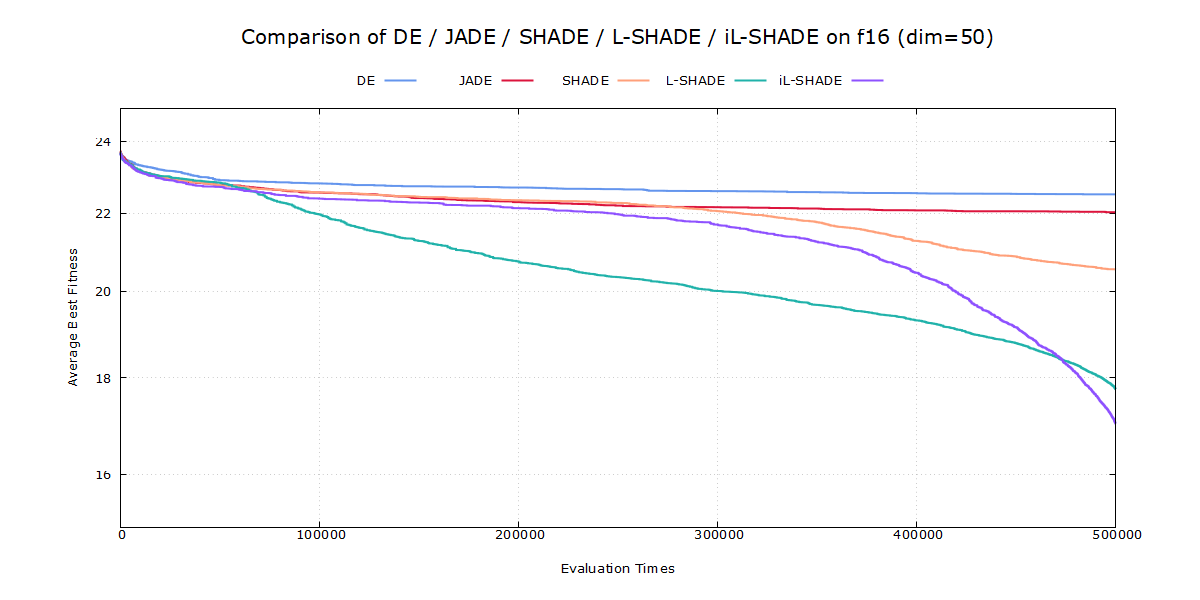 Comparison of DE / JADE / SHADE / L-SHADE / iL-SHADE on f16 (dim=50)
DE JADE SHADE L-SHADE iL-SHADE
24
22
20
18
16
Average Best Fitness
0 100000 200000 300000 400000 500000
Evaluation Times